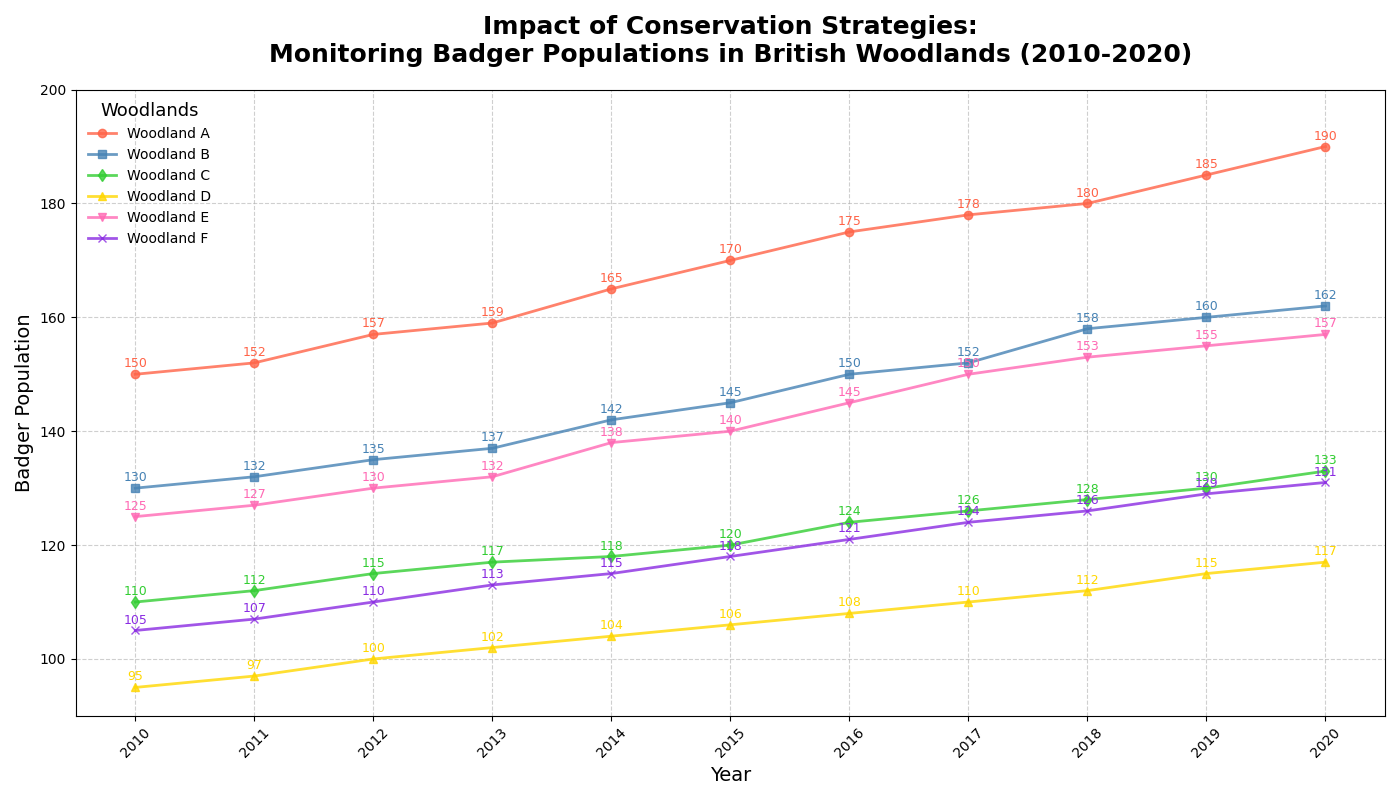 Impact of Conservation Strategies:
Monitoring Badger Populations in British Woodlands (2010-2020)
Badger Population
200
180
160
140
120
100
Woodlands
Woodland A
Woodland B
Woodland C
Woodland D
Woodland E
Woodland F
150 152 157 159 165 170 175 178 180 185 190
130 132 135 137 142 145 150 152 158 160 162
125 127 130 132 138 140 145 150 153 155 157
110 112 115 117 118 120 124 126 128 130 133
105 107 110 113 115 118 121 124 126 129 131
95 97 100 102 104 106 108 110 112 115 117
2010 2011 2012 2013 2014 2015 2016 2017 2018 2019 2020
Year